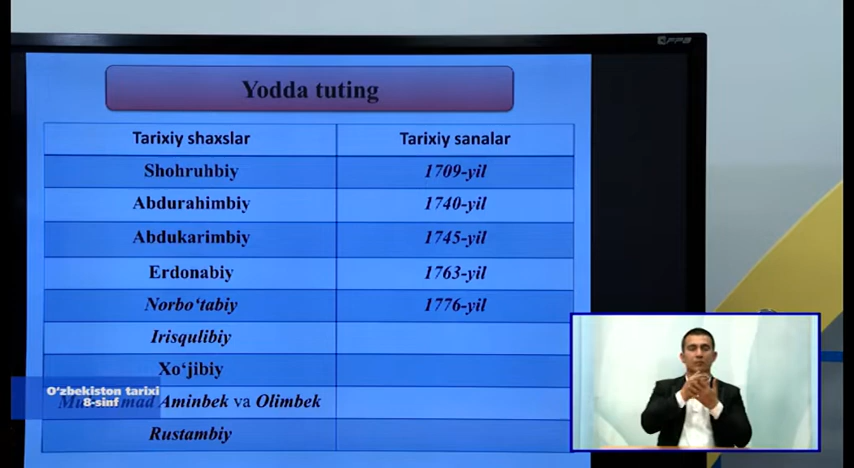 Yodda tuting
Tarixiy shaxslar Tarixiy sanalar
Shohruhbiy 1709-yil
Abdurahimbiy 1740-yil
Abdukarimbiy 1745-yil
Erdonabiy 1763-yil
Norbo‘tabiy 1776-yil
Irisqulibiy
Xo‘jibiy
Aminbek va Olimbek
Rustambiy
O‘zbekiston tarixi
8-sinf